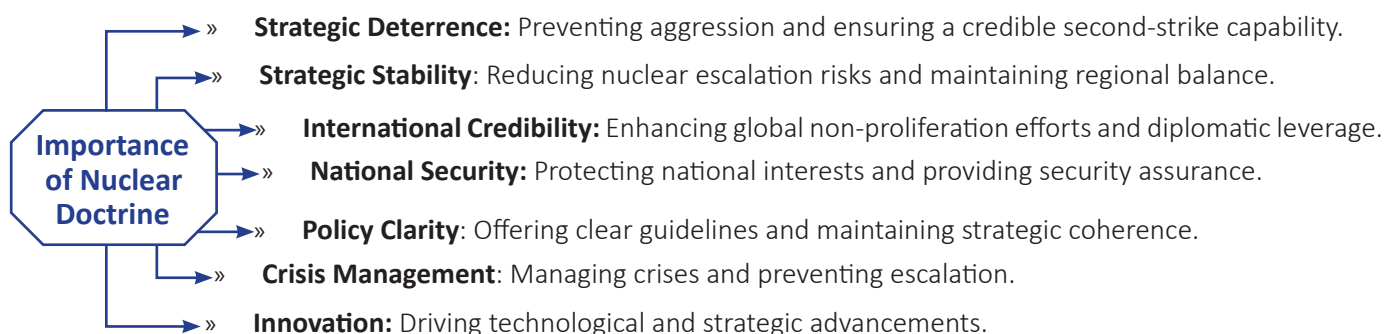 » Strategic Deterrence: Preventing aggression and ensuring a credible second-strike capability.
» Strategic Stability: Reducing nuclear escalation risks and maintaining regional balance.
» International Credibility: Enhancing global non-proliferation efforts and diplomatic leverage.
Importance
of Nuclear
Doctrine
» National Security: Protecting national interests and providing security assurance.
» Policy Clarity: Offering clear guidelines and maintaining strategic coherence.
» Crisis Management: Managing crises and preventing escalation.
» Innovation: Driving technological and strategic advancements.